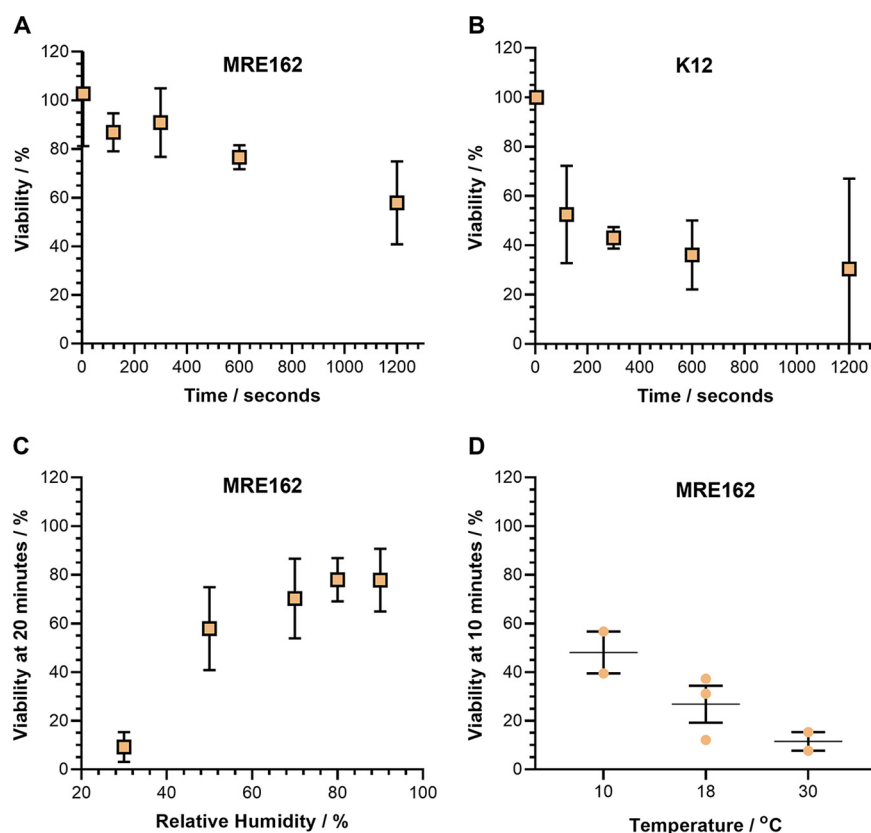 A
MRE162
Viability / %
120
100
80
60
40
20
0
0 200 400 600 800 1000 1200
Time / seconds
B
K12
Viability / %
120
100
80
60
40
20
0
0 200 400 600 800 1000 1200
Time / seconds
C
MRE162
Viability at 20 minutes / %
120
100
80
60
40
20
0
20 40 60 80 100
Relative Humidity / %
D
MRE162
Viability at 10 minutes / %
120
100
80
60
40
20
0
10 18 30
Temperature / °C